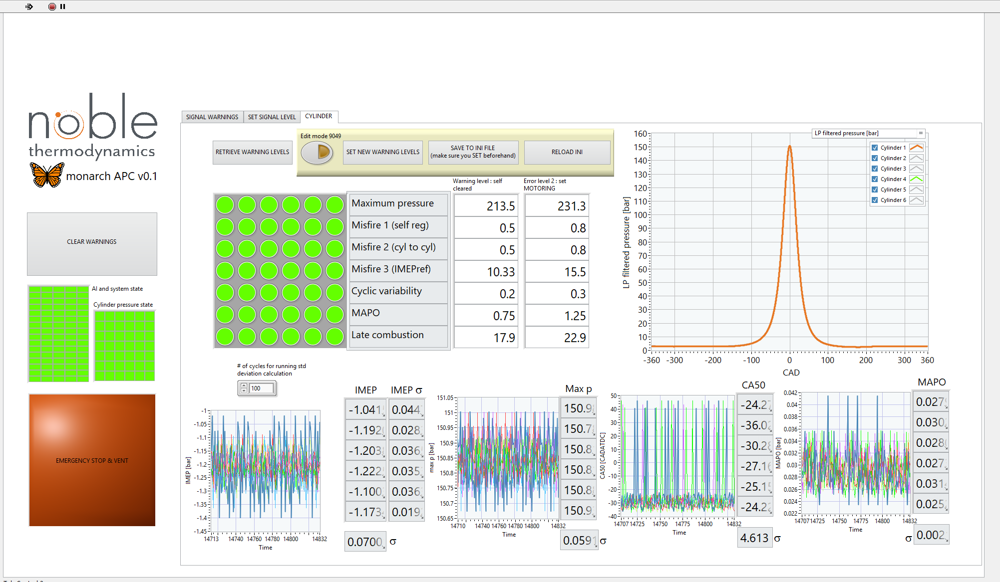 noble
thermodynamics
monarch APC v0.1
CLEAR WARNINGS
AI and system state
Cylinder pressure state
EMERGENCY STOP & VENT
SIGNAL WARNINGS
SET SIGNAL LEVEL
CYLINDER
RETRIEVE WARNING LEVELS
Edit mode 9049
SET NEW WARNING LEVELS
SAVE TO INI FILE
(make sure you SET beforehand)
RELOAD INI
Warning level : self
cleared
Error level 2 : set
MOTORING
Maximum pressure 213.5 231.3
Misfire 1 (self reg) 0.5 0.8
Misfire 2 (cyl to cyl) 0.5 0.8
Misfire 3 (IMEPref) 10.33 15.5
Cyclic variability 0.2 0.3
MAPO 0.75 1.25
Late combustion 17.9 22.9
LP filtered pressure [bar]
Cylinder 1
Cylinder 2
Cylinder 3
Cylinder 4
Cylinder 5
Cylinder 6
LP filtered pressure [bar]
160
150
140
130
120
110
100
90
80
70
60
50
40
30
20
10
0
-360 -300 -200 -100 0 100 200 300 360
CAD
# of cycles for running std
deviation calculation
100
IMEP [bar]
-1
-1.05
-1.1
-1.15
-1.2
-1.25
-1.3
-1.35
-1.4
-1.45
14713 14740 14760 14780 14800 14832
Time
IMEP IMEP σ
-1.041 0.044
-1.192 0.028
-1.203 0.036
-1.222 0.035
-1.100 0.036
-1.173 0.019
0.0700 σ
max p [bar]
151.05
151
150.95
150.9
150.85
150.8
150.75
150.7
150.65
14710 14740 14760 14780 14800 14832
Time
Max p
150.9
150.7
150.8
150.8
150.8
150.9
0.059 σ
CA50 [CADATDC]
50
40
30
20
10
0
-10
-20
-30
-40
14707 14725 14750 14775 14800 14832
Time
CA50
-24.2
-36.0
-30.2
-27.1
-25.1
-24.2
4.613 σ
MAPO [bar]
0.042
0.04
0.038
0.036
0.034
0.032
0.03
0.028
0.026
0.024
0.022
14707 14725 14750 14775 14800 14832
Time
MAPO
0.027
0.030
0.028
0.027
0.031
0.025
σ 0.002